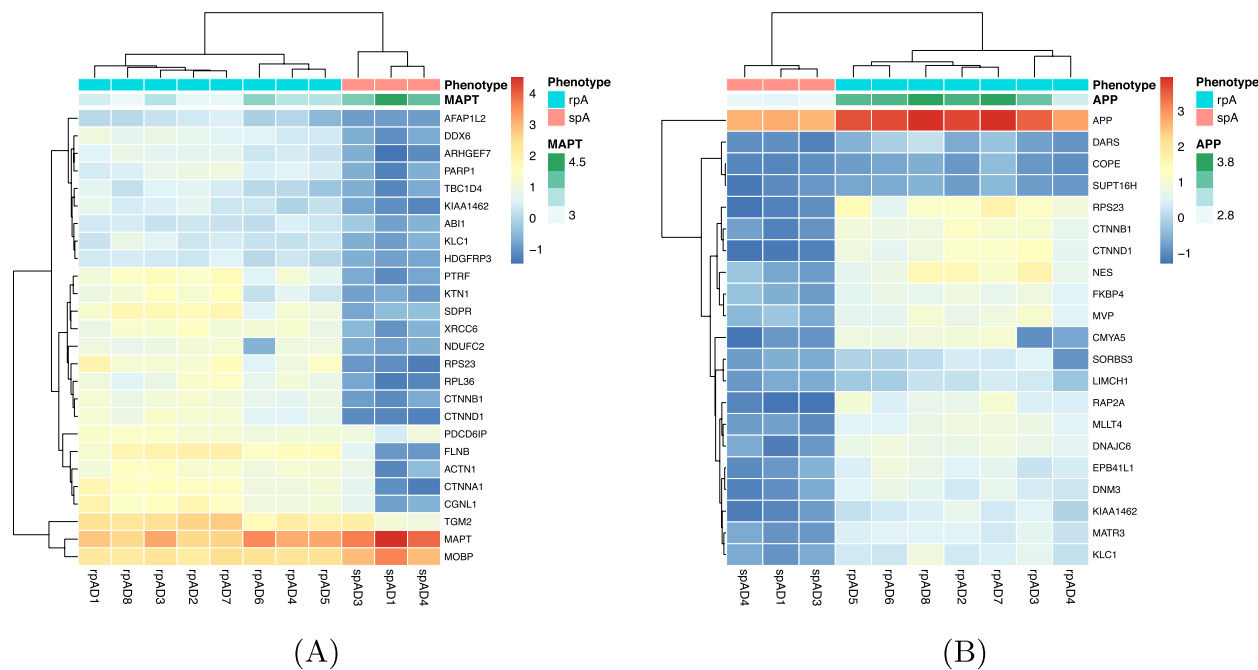 Phenotype
MAPT
AFAP1L2
DDX6
ARHGEF7
PARP1
TBC1D4
KIAA1462
ABI1
KLC1
HDGFRP3
PTRF
KTN1
SDPR
XRCC6
NDUFC2
RPS23
RPL36
CTNNB1
CTNND1
PDCD6IP
FLNB
ACTN1
CTNNA1
CGNL1
TGM2
MAPT
MOBP
rpAD1 rpAD8 rpAD3 rpAD2 rpAD7 rpAD6 rpAD4 rpAD5 spAD3 spAD1 spAD4
4
3
2
1
0
−1
Phenotype
rpA
spA
MAPT
4.5
3
(A)
Phenotype
APP
APP
DARS
COPE
SUPT16H
RPS23
CTNNB1
CTNND1
NES
FKBP4
MVP
CMYA5
SORBS3
LIMCH1
RAP2A
MLLT4
DNAJC6
EPB41L1
DNM3
KIAA1462
MATR3
KLC1
spAD4 spAD1 spAD3 rpAD5 rpAD6 rpAD8 rpAD2 rpAD7 rpAD3 rpAD4
3
2
1
0
−1
Phenotype
rpA
spA
APP
3.8
2.8
(B)